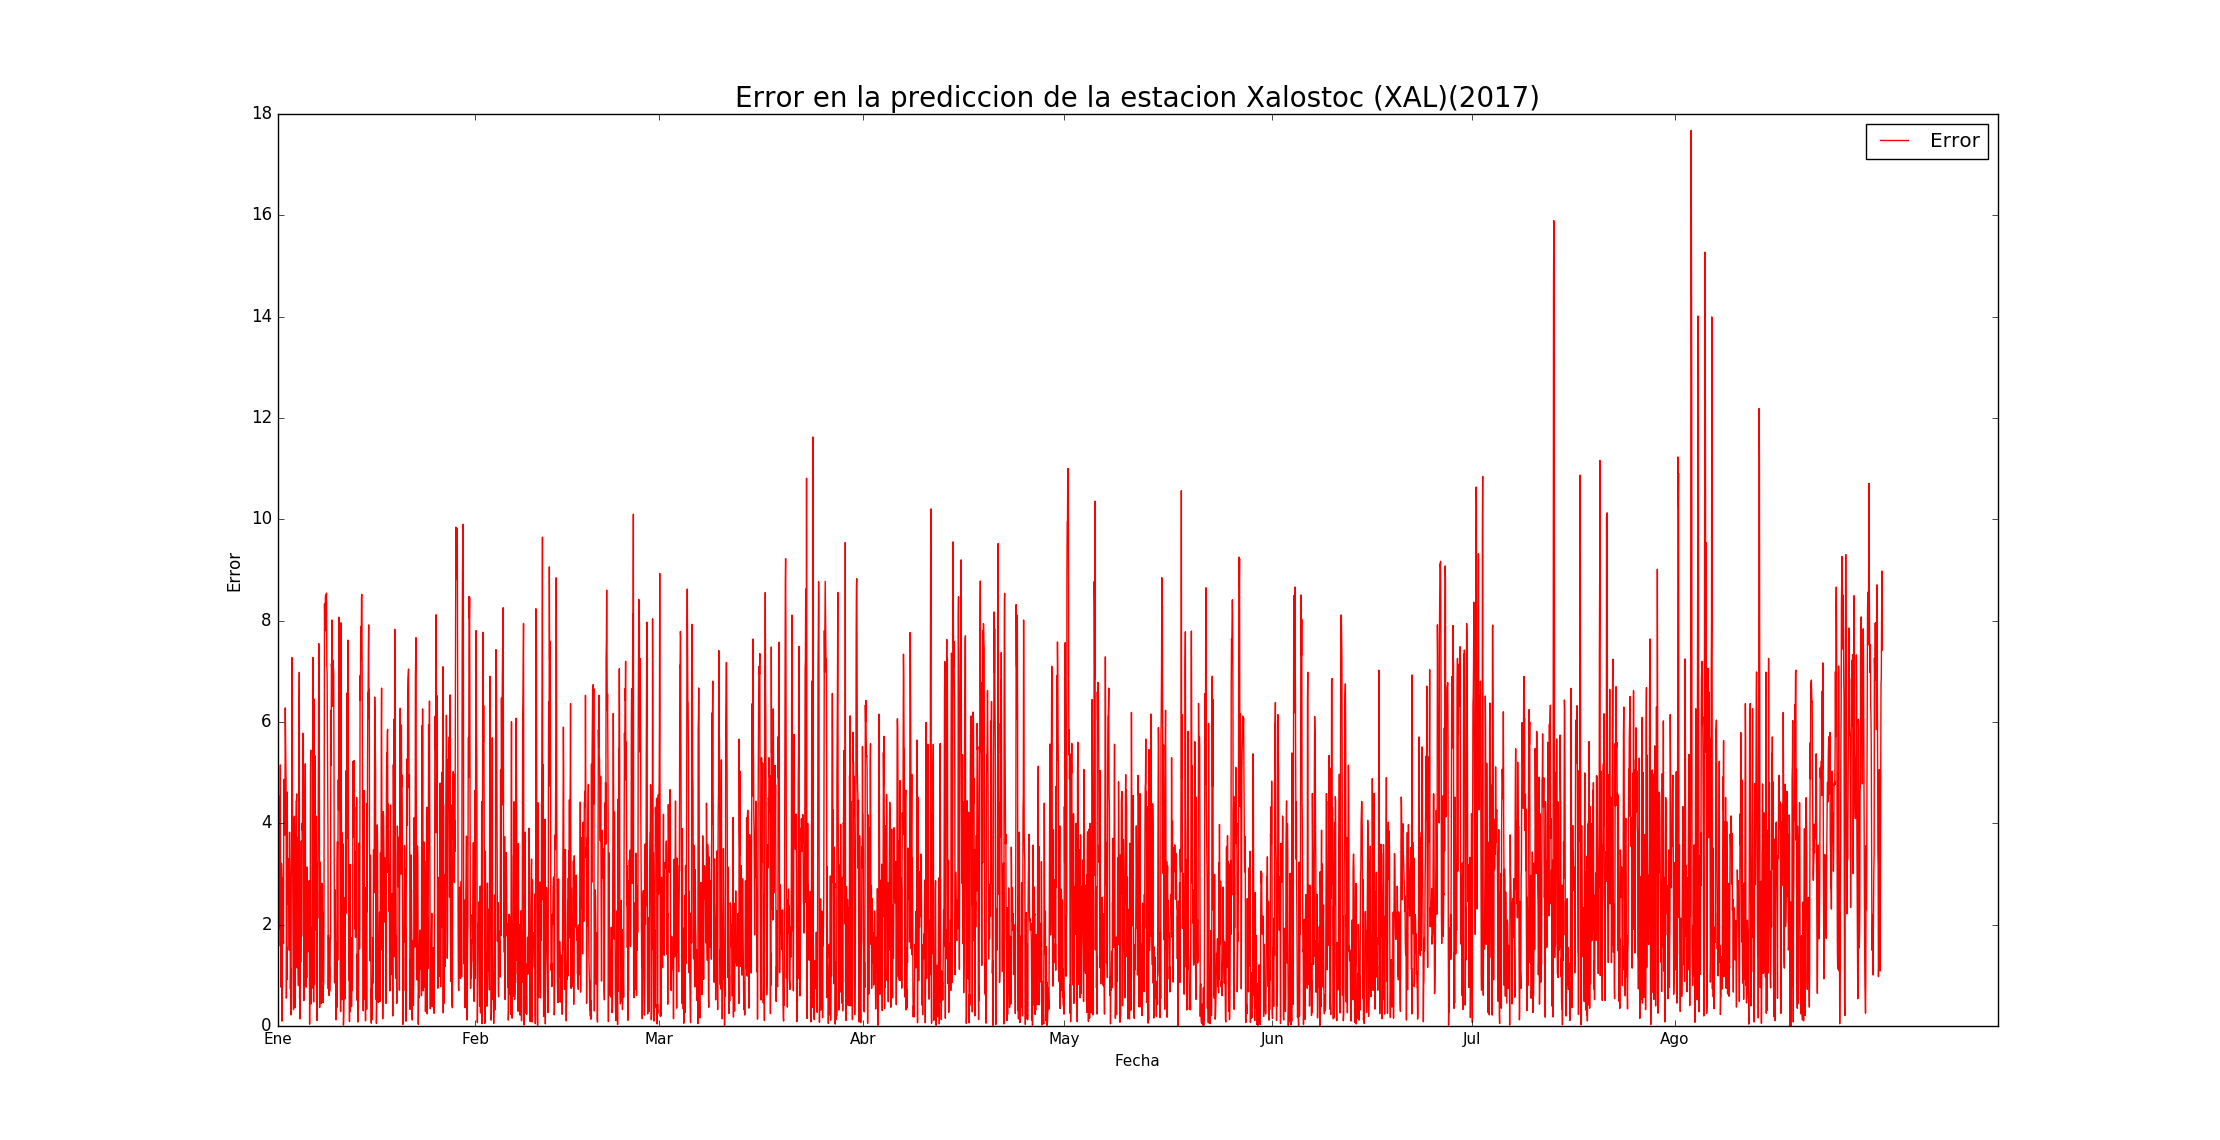 Error en la prediccion de la estacion Xalostoc (XAL)(2017)
Error
18
16
14
12
10
8
6
4
2
0
Error
Ene Feb Mar Abr May Jun Jul Ago
Fecha